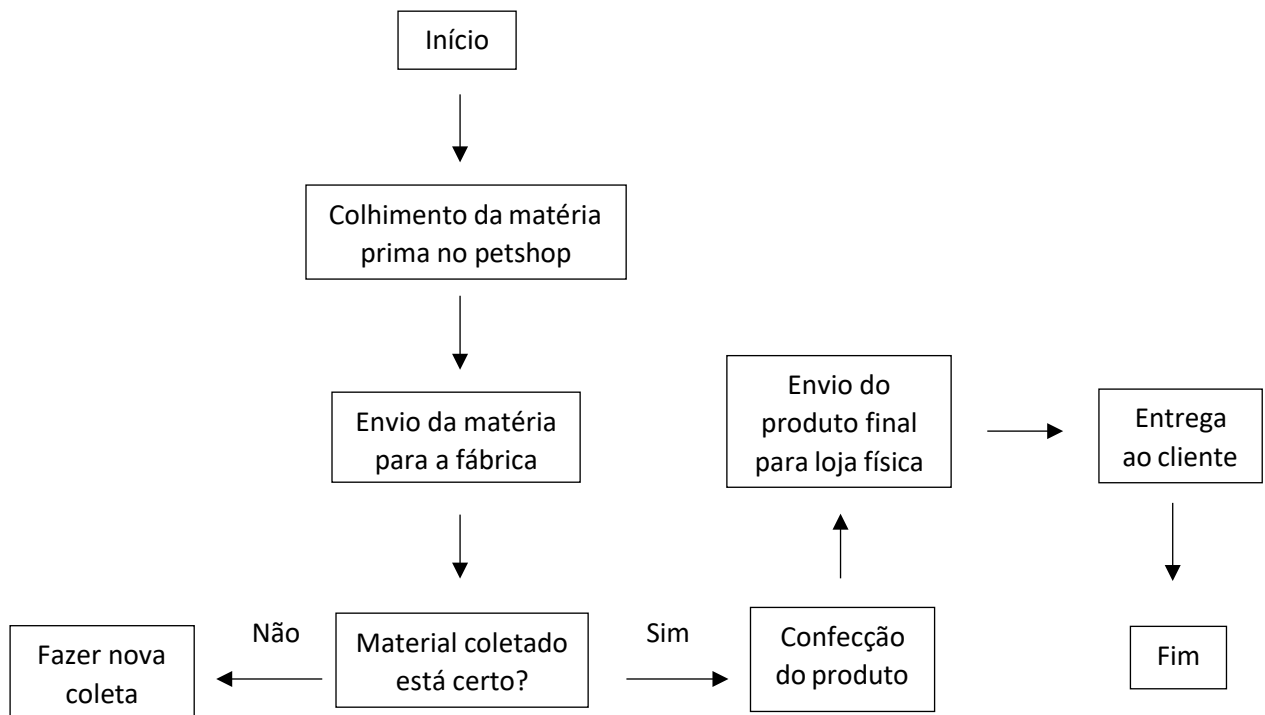 Início
Colhimento da matéria
prima no petshop
Envio da matéria
para a fábrica
Material coletado
está certo?
Não
Fazer nova
coleta
Sim
Confecção
do produto
Envio do
produto final
para loja física
Entrega
ao cliente
Fim